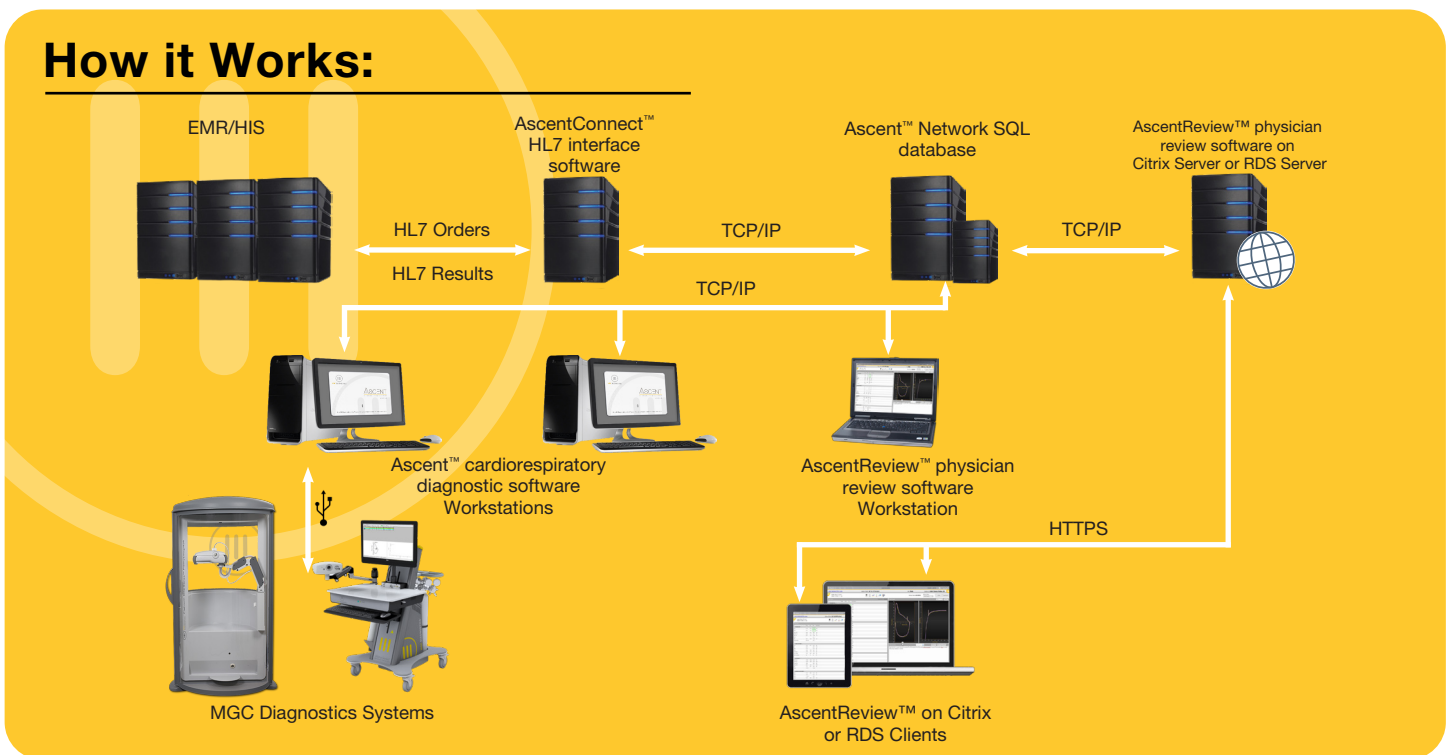 How it Works:
EMR/HIS
AscentConnect™
HL7 interface
software
Ascent™ Network SQL
database
AscentReview™ physician
review software on
Citrix Server or RDS Server
HL7 Orders
HL7 Results
TCP/IP
TCP/IP
TCP/IP
ASCENT
ASCENT
Ascent™ cardiorespiratory
diagnostic software
Workstations
AscentReview™ physician
review software
Workstation
HTTPS
MGC Diagnostics Systems
AscentReview™ on Citrix
or RDS Clients